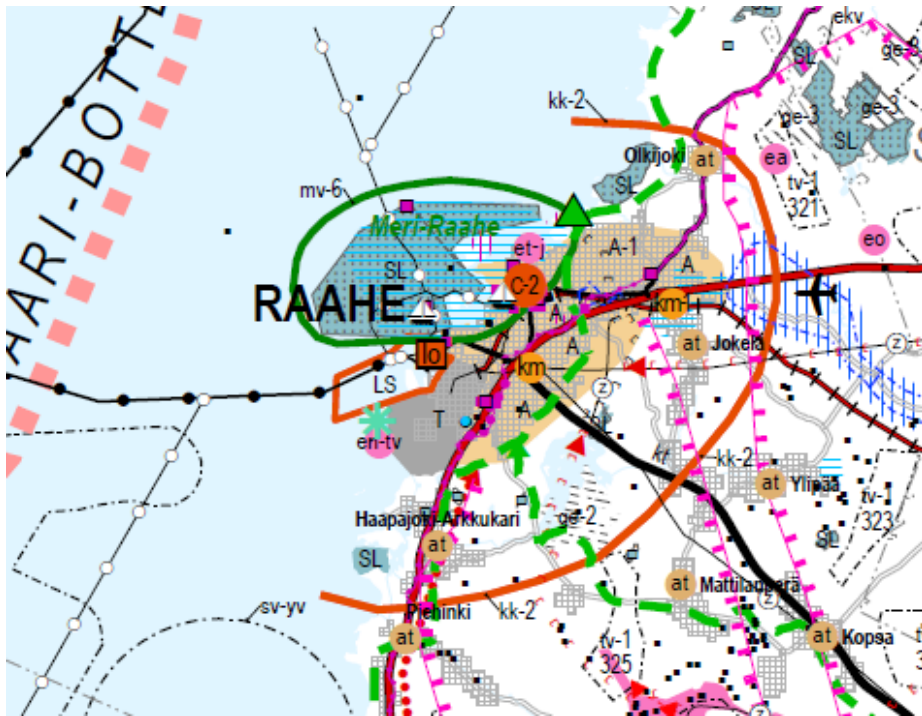 AARI-BOTT
SL
ekv
ge-3
SL
ge-3
SL
kk-2
Olkijoki
at
ea
tv-1
321
mv-6
SL
Meri-Raahe
et-j
A-1
A
eo
SL
C-2
RAAHE
A
km-1
lo
A
at
Jokela
z
km
LS
z
T
A
en-tv
kk-2
at
Ylipää
tv-1
323
ge-2
Haapajoki-Arkkukari
at
SL
SL
at
Mattilanperä
sv-yv
Piehinki
kk-2
z
at
at
Kopsa
tv-1
325
z